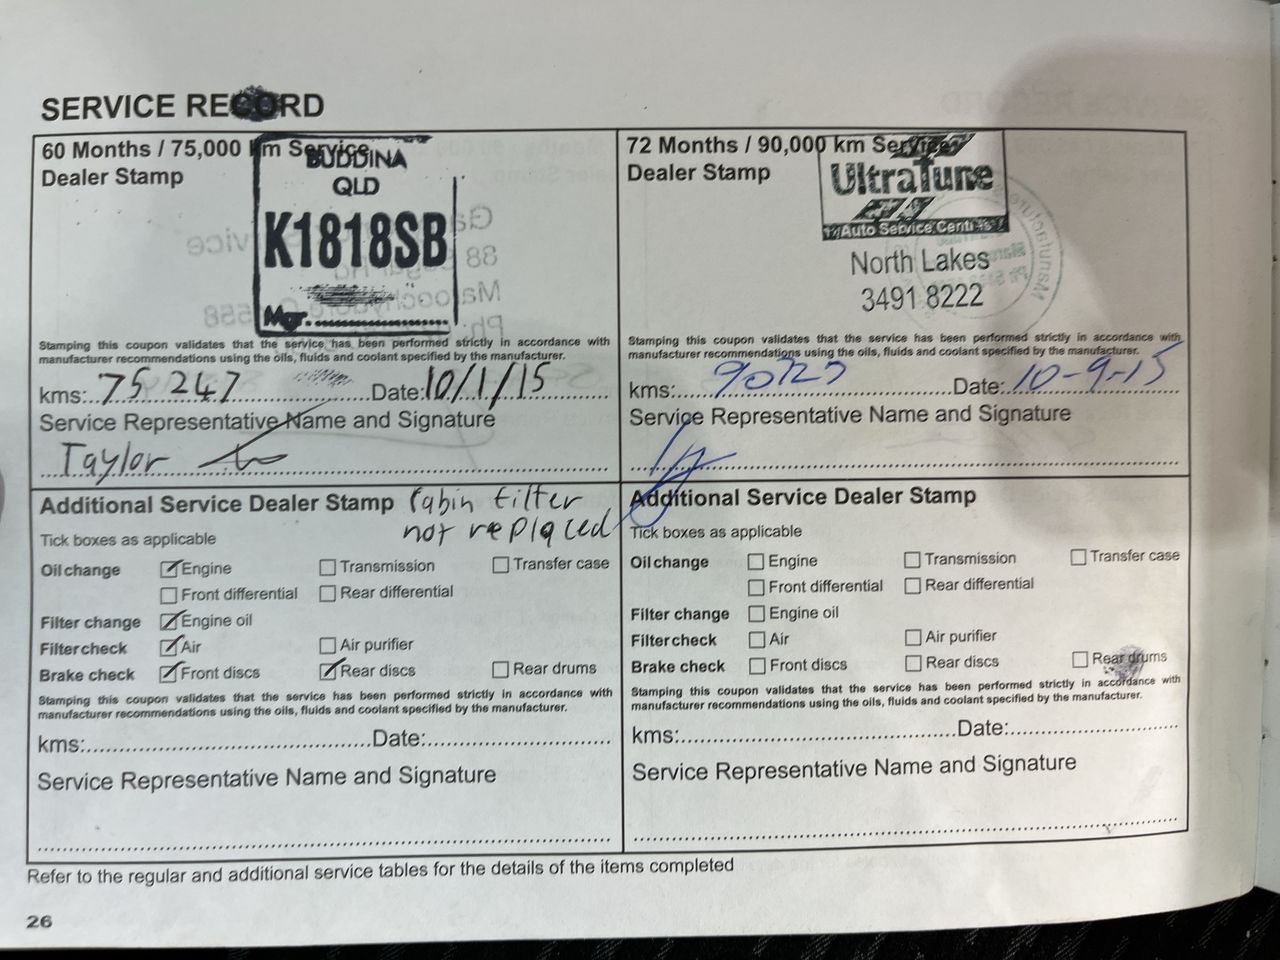 SERVICE RECORD
60 Months / 75,000 km Service
Dealer Stamp
BUDDINA
QLD
K1818SB
Mgr.
Stamping this coupon validates that the service has been performed strictly in accordance with
manufacturer recommendations using the oils, fluids and coolant specified by the manufacturer.
kms: 75 247 Date: 10/1/15
Service Representative Name and Signature
Taylor
Additional Service Dealer Stamp cabin filter
not replaced
Tick boxes as applicable
Oil change Engine Transmission Transfer case
Front differential Rear differential
Filter change Engine oil
Filter check Air Air purifier
Brake check Front discs Rear discs Rear drums
Stamping this coupon validates that the service has been performed strictly in accordance with
manufacturer recommendations using the oils, fluids and coolant specified by the manufacturer.
kms: Date:
Service Representative Name and Signature
72 Months / 90,000 km Service
Dealer Stamp
UltraTune
Auto Service Centres
North Lakes
3491 8222
Stamping this coupon validates that the service has been performed strictly in accordance with
manufacturer recommendations using the oils, fluids and coolant specified by the manufacturer.
kms: Date: 10-9-15
Service Representative Name and Signature
Additional Service Dealer Stamp
Tick boxes as applicable
Oil change Engine Transmission Transfer case
Front differential Rear differential
Filter change Engine oil
Filter check Air Air purifier
Brake check Front discs Rear discs Rear drums
Stamping this coupon validates that the service has been performed strictly in accordance with
manufacturer recommendations using the oils, fluids and coolant specified by the manufacturer.
kms: Date:
Service Representative Name and Signature
Refer to the regular and additional service tables for the details of the items completed
26